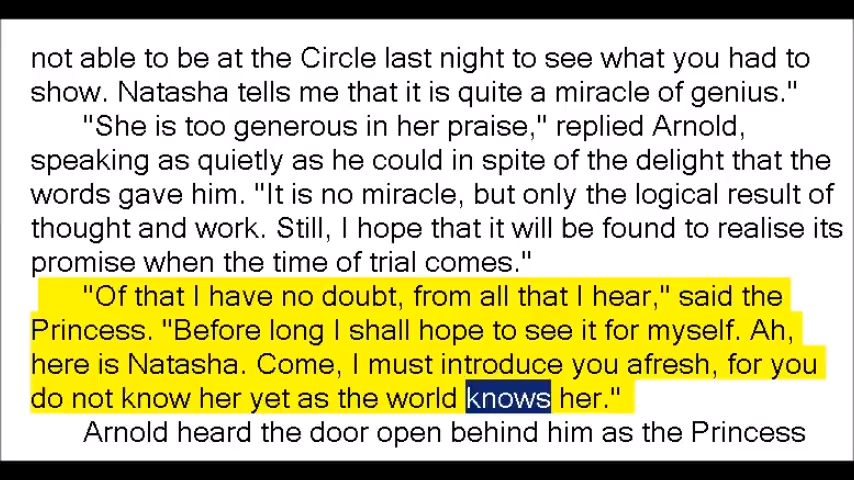 not able to be at the Circle last night to see what you had to
show. Natasha tells me that it is quite a miracle of genius."
"She is too generous in her praise," replied Arnold,
speaking as quietly as he could in spite of the delight that the
words gave him. "It is no miracle, but only the logical result of
thought and work. Still, I hope that it will be found to realise its
promise when the time of trial comes."
"Of that I have no doubt, from all that I hear," said the
Princess. "Before long I shall hope to see it for myself. Ah,
here is Natasha. Come, I must introduce you afresh, for you
do not know her yet as the world knows her."
Arnold heard the door open behind him as the Princess